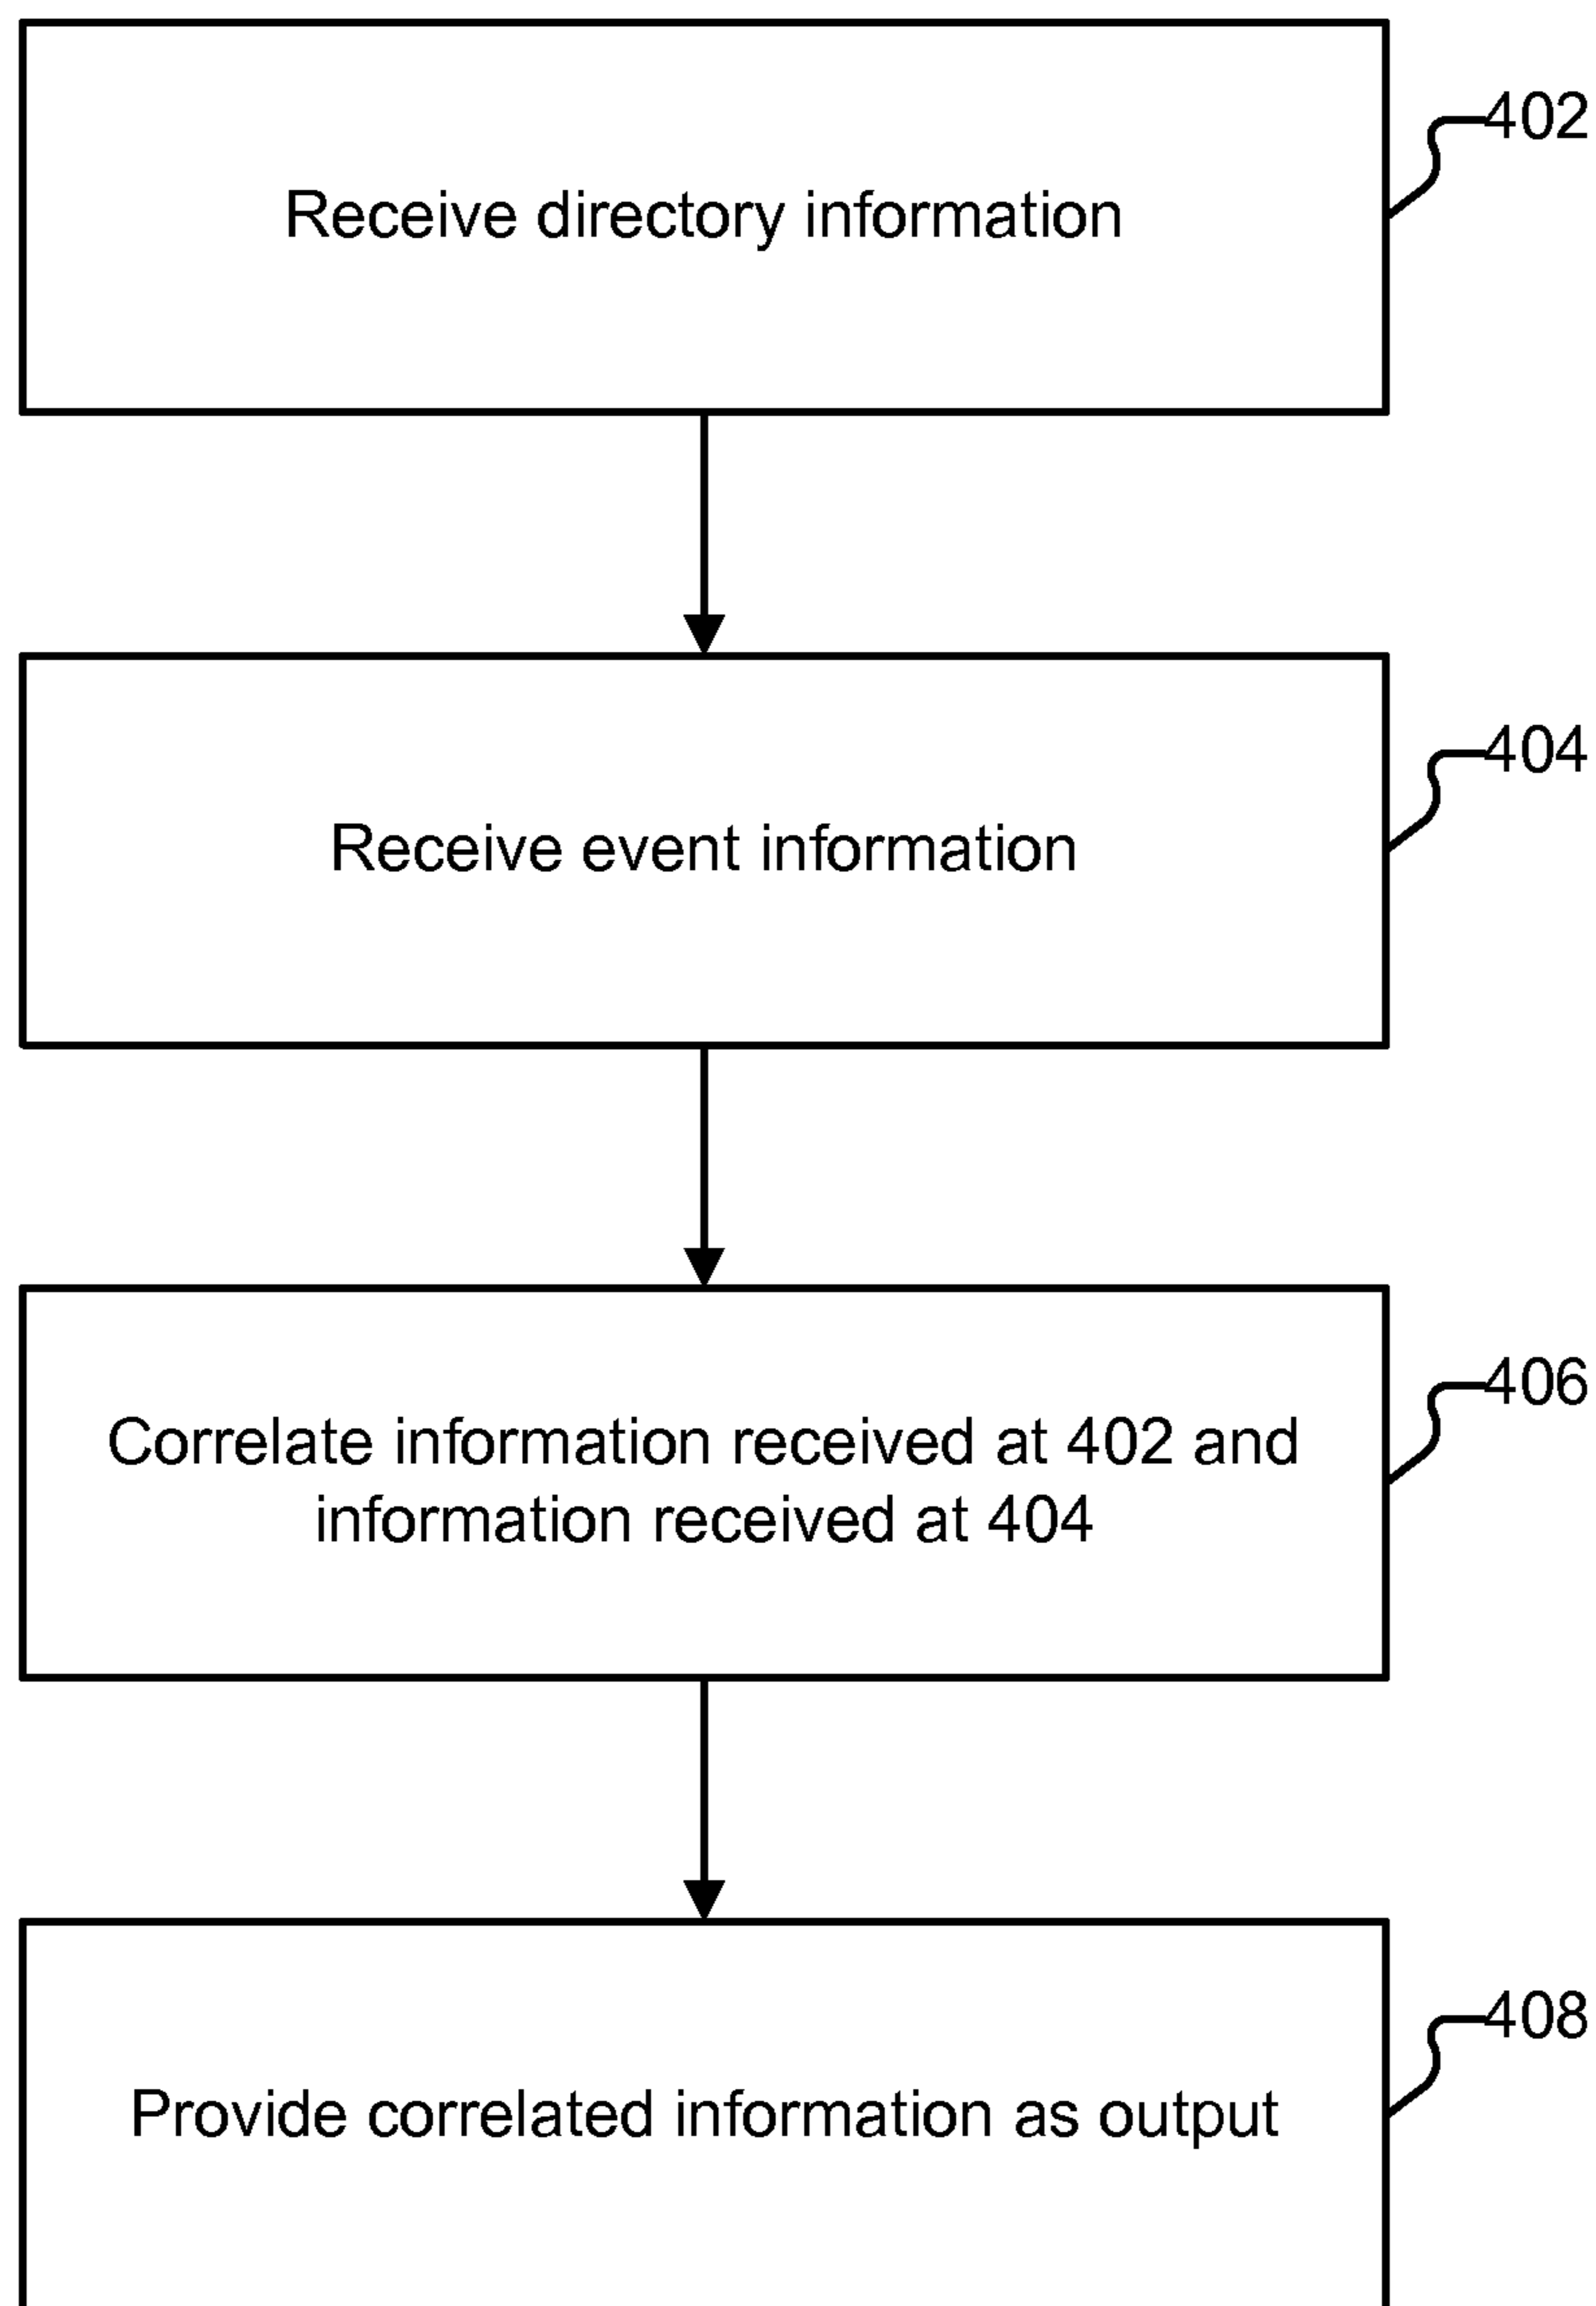 402
Receive directory information
404
Receive event information
406
Correlate information received at 402 and
information received at 404
408
Provide correlated information as output